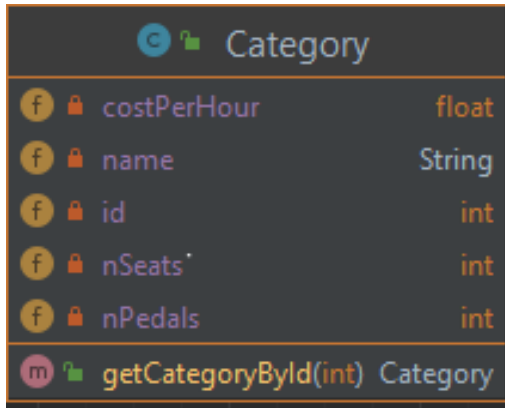 Category
costPerHour float
name String
id int
nSeats int
nPedals int
getCategoryById(int) Category